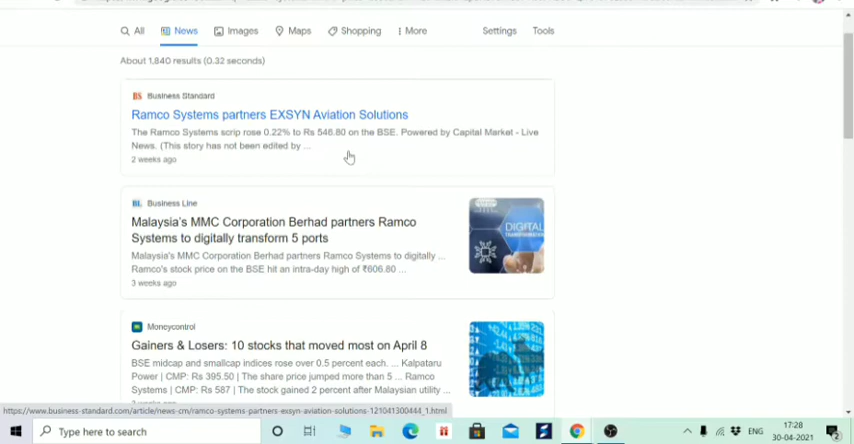 All News Images Maps Shopping More Settings Tools
About 1,840 results (0.32 seconds)
BS Business Standard
Ramco Systems partners EXSYN Aviation Solutions
The Ramco Systems scrip rose 0.22% to Rs 546.80 on the BSE. Powered by Capital Market - Live
News. (This story has not been edited by ...
2 weeks ago
BL Business Line
Malaysia's MMC Corporation Berhad partners Ramco
Systems to digitally transform 5 ports
Malaysia's MMC Corporation Berhad partners Ramco Systems to digitally ...
Ramco's stock price on the BSE hit an intra-day high of ₹606.80 ...
3 weeks ago
DIGITAL
TRANSFORMATION
Moneycontrol
Gainers & Losers: 10 stocks that moved most on April 8
BSE midcap and smallcap indices rose over 0.5 percent each. ... Kalpataru
Power | CMP: Rs 395.50 | The share price jumped more than 5 ... Ramco
Systems | CMP: Rs 587 | The stock gained 2 percent after Malaysian utility ...
https://www.business-standard.com/article/news-cm/ramco-systems-partners-exsyn-aviation-solutions-121041300444_1.html
Type here to search
ENG
17:28
30-04-2021
2